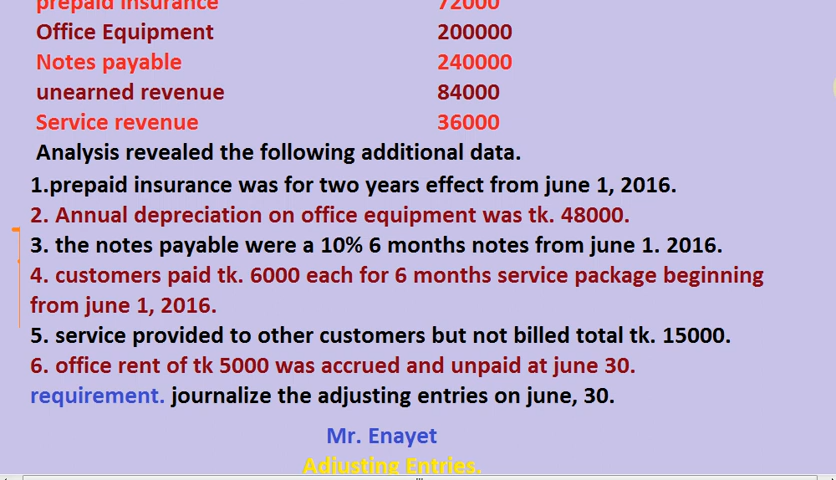 prepaid insurance 72000
Office Equipment 200000
Notes payable 240000
unearned revenue 84000
Service revenue 36000
Analysis revealed the following additional data.
1.prepaid insurance was for two years effect from june 1, 2016.
2. Annual depreciation on office equipment was tk. 48000.
3. the notes payable were a 10% 6 months notes from june 1. 2016.
4. customers paid tk. 6000 each for 6 months service package beginning
from june 1, 2016.
5. service provided to other customers but not billed total tk. 15000.
6. office rent of tk 5000 was accrued and unpaid at june 30.
requirement. journalize the adjusting entries on june, 30.
Mr. Enayet
Adjusting Entries.